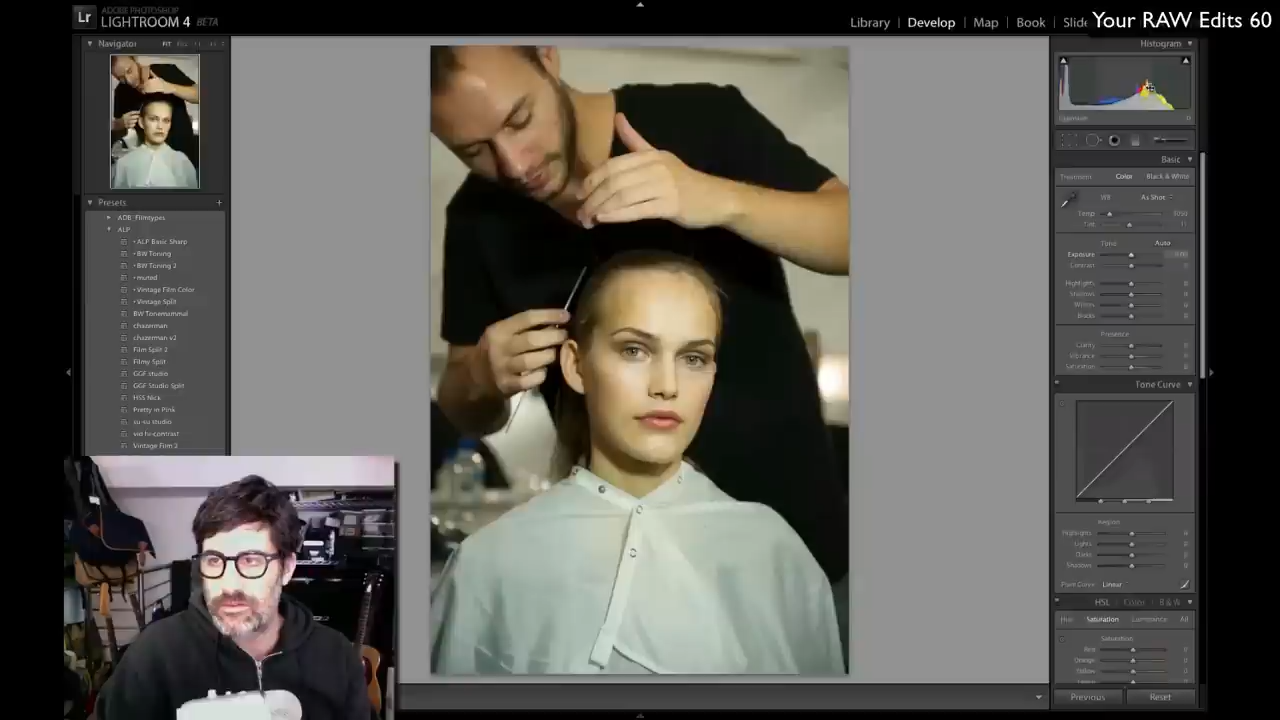 Your RAW Edits 60
Lr
ADOBE PHOTOSHOP
LIGHTROOM 4 BETA
Library | Develop | Map | Book | Slid
Navigator
FIT
Presets
ALP
ALP Basic Sharp
BW Toning
BW Toning 2
muted
Vintage Film Color
Vintage Split
BW Tonemammal
chazerman
chazerman v2
Film Split 2
Filmy Split
GGF studio
GGF Studio Split
HSS Nick
Pretty in Pink
su-su studio
Vintage Film 2
Histogram
Basic
Treatment
Color
Black & White
WB
As Shot
Temp
Tint
Tone
Auto
Exposure
Contrast
Highlights
Shadows
Whites
Blacks
Presence
Clarity
Vibrance
Saturation
Tone Curve
Region
Highlights
Lights
Darks
Shadows
Point Curve: Linear
HSL / Color / B & W
Hue Saturation Luminance All
Saturation
Red
Orange
Yellow
Previous
Reset